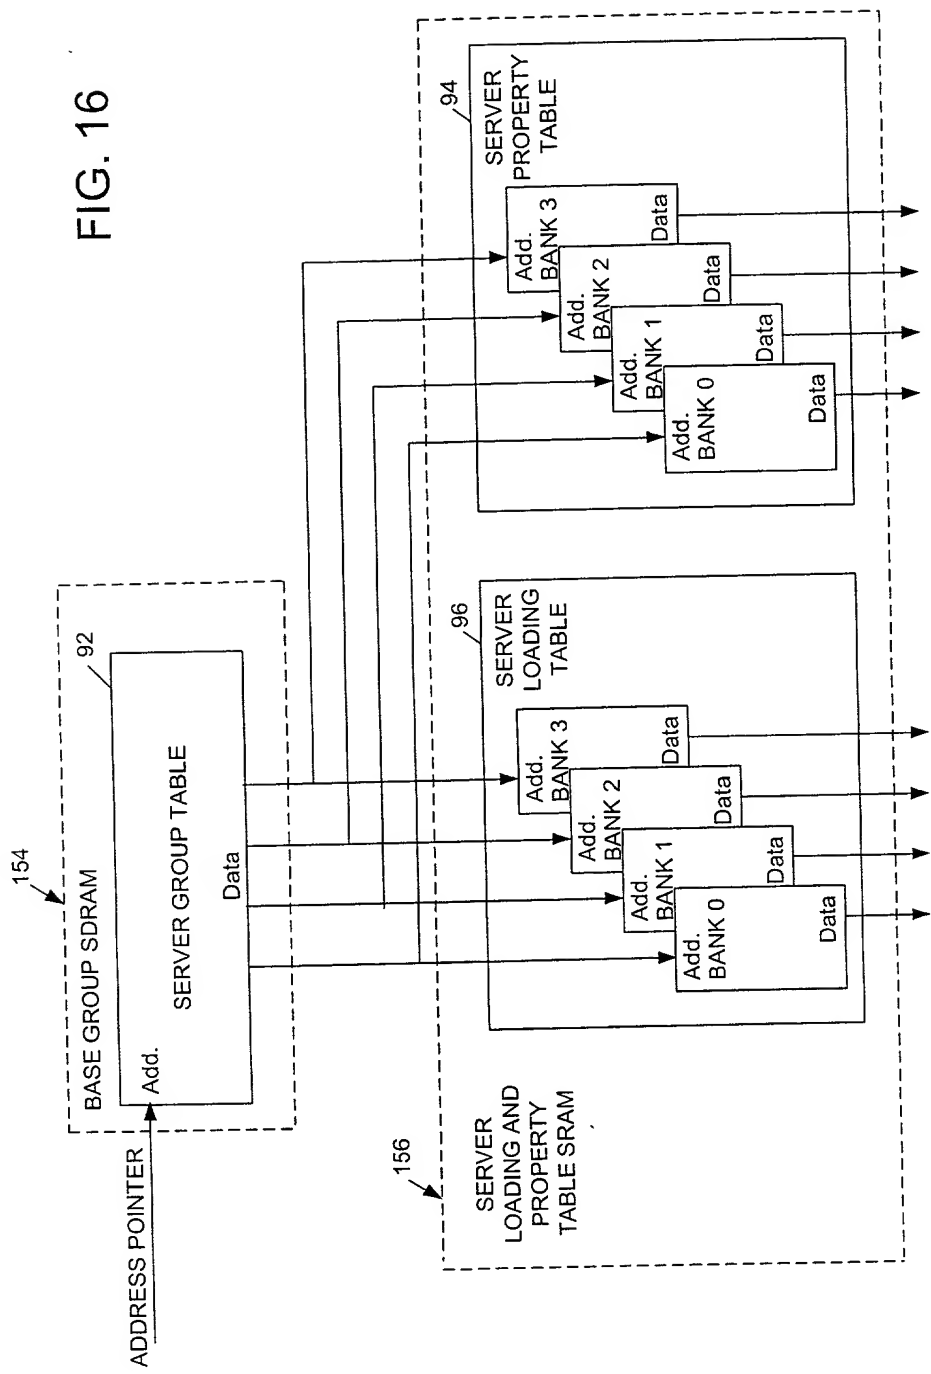 FIG. 16
154
BASE GROUP SDRAM
92
ADDRESS POINTER
Add.
SERVER GROUP TABLE
Data
156
SERVER
LOADING AND
PROPERTY
TABLE SRAM
96
SERVER
LOADING
TABLE
Add.
BANK 3
Data
Add.
BANK 2
Data
Add.
BANK 1
Data
Add.
BANK 0
Data
94
SERVER
PROPERTY
TABLE
Add.
BANK 3
Data
Add.
BANK 2
Data
Add.
BANK 1
Data
Add.
BANK 0
Data